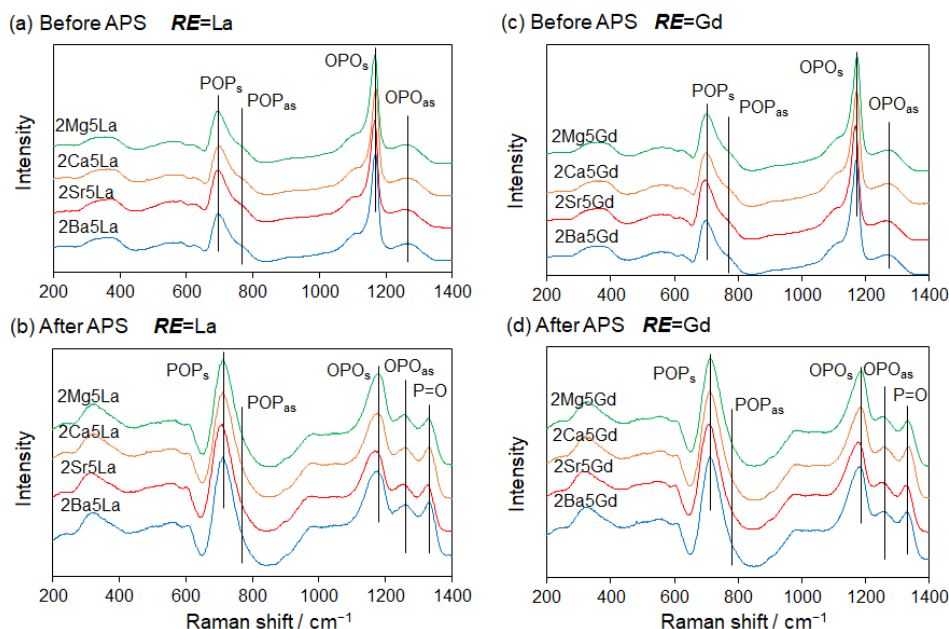 (a) Before APS RE=La
Intensity
POPs
POPas
OPOs
OPOas
2Mg5La
2Ca5La
2Sr5La
2Ba5La
200 400 600 800 1000 1200 1400
(c) Before APS RE=Gd
Intensity
POPs
POPas
OPOs
OPOas
2Mg5Gd
2Ca5Gd
2Sr5Gd
2Ba5Gd
200 400 600 800 1000 1200 1400
(b) After APS RE=La
Intensity
POPs
POPas
OPOs
OPOas
P=O
2Mg5La
2Ca5La
2Sr5La
2Ba5La
200 400 600 800 1000 1200 1400
Raman shift / cm⁻¹
(d) After APS RE=Gd
Intensity
POPs
POPas
OPOs
OPOas
P=O
2Mg5Gd
2Ca5Gd
2Sr5Gd
2Ba5Gd
200 400 600 800 1000 1200 1400
Raman shift / cm⁻¹